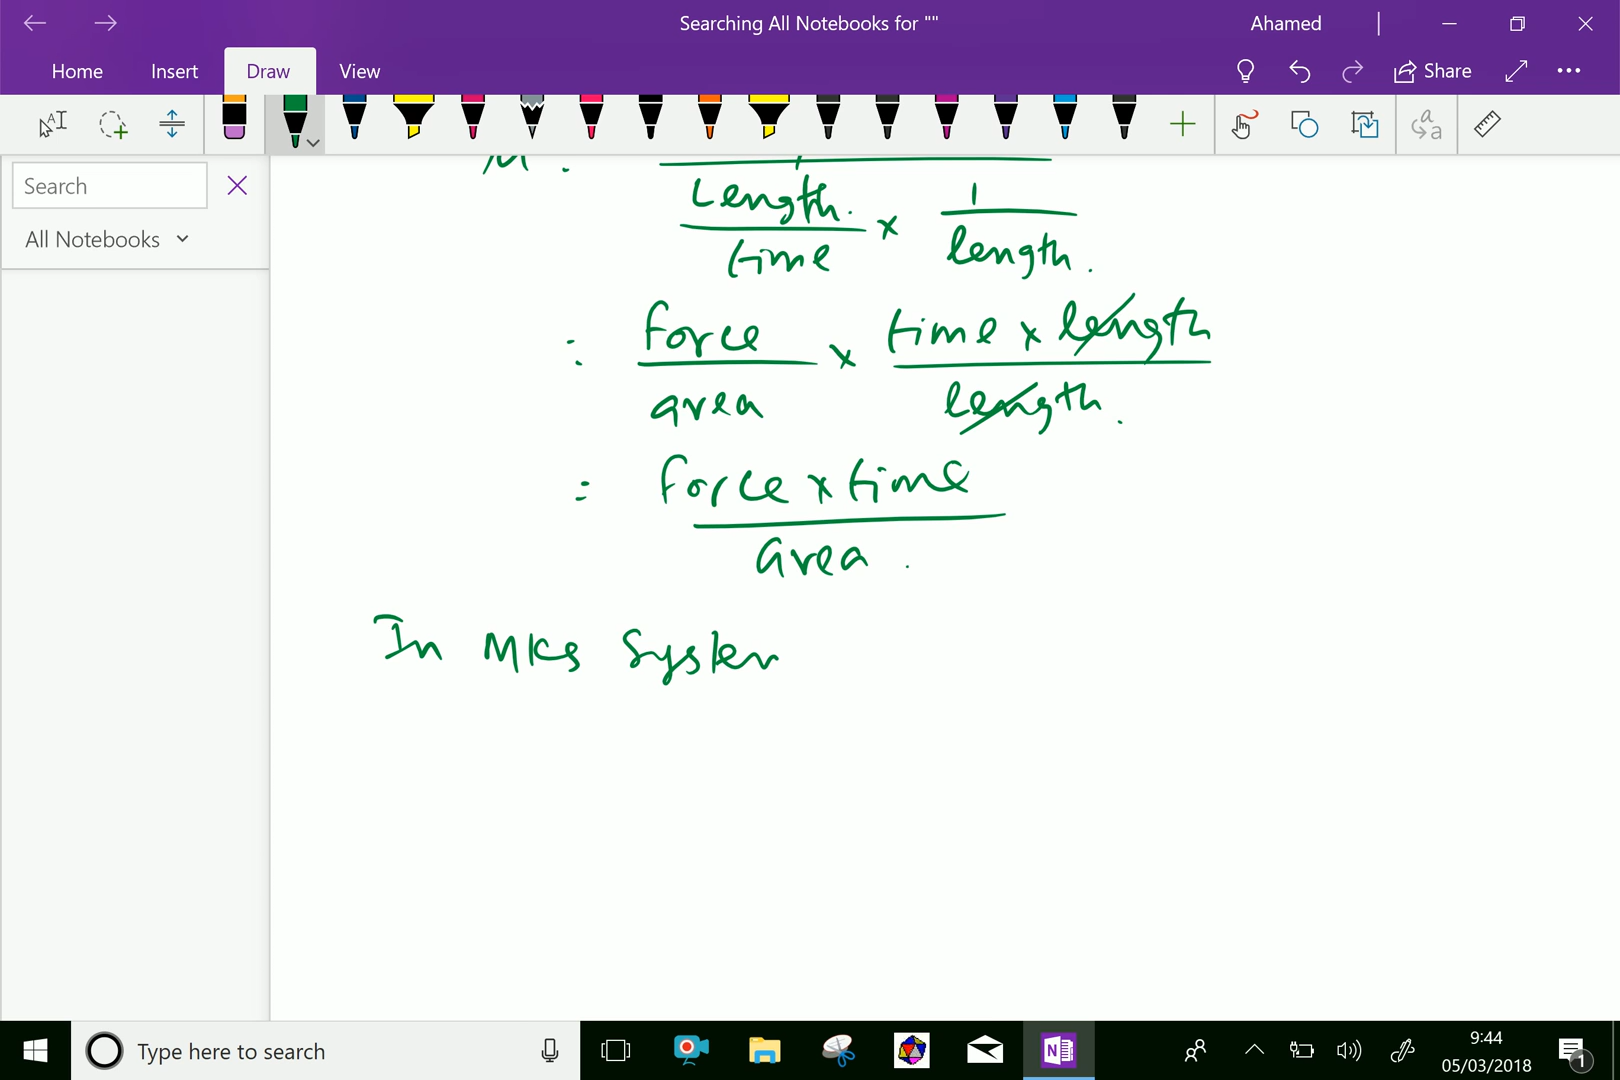 Searching All Notebooks for ""
Ahamed
Home Insert Draw View
Share
Search
All Notebooks
Length. × 1
time length.
: force × time × length
area length.
= force × time
area .
In MKS System
Type here to search
9:44
05/03/2018
1